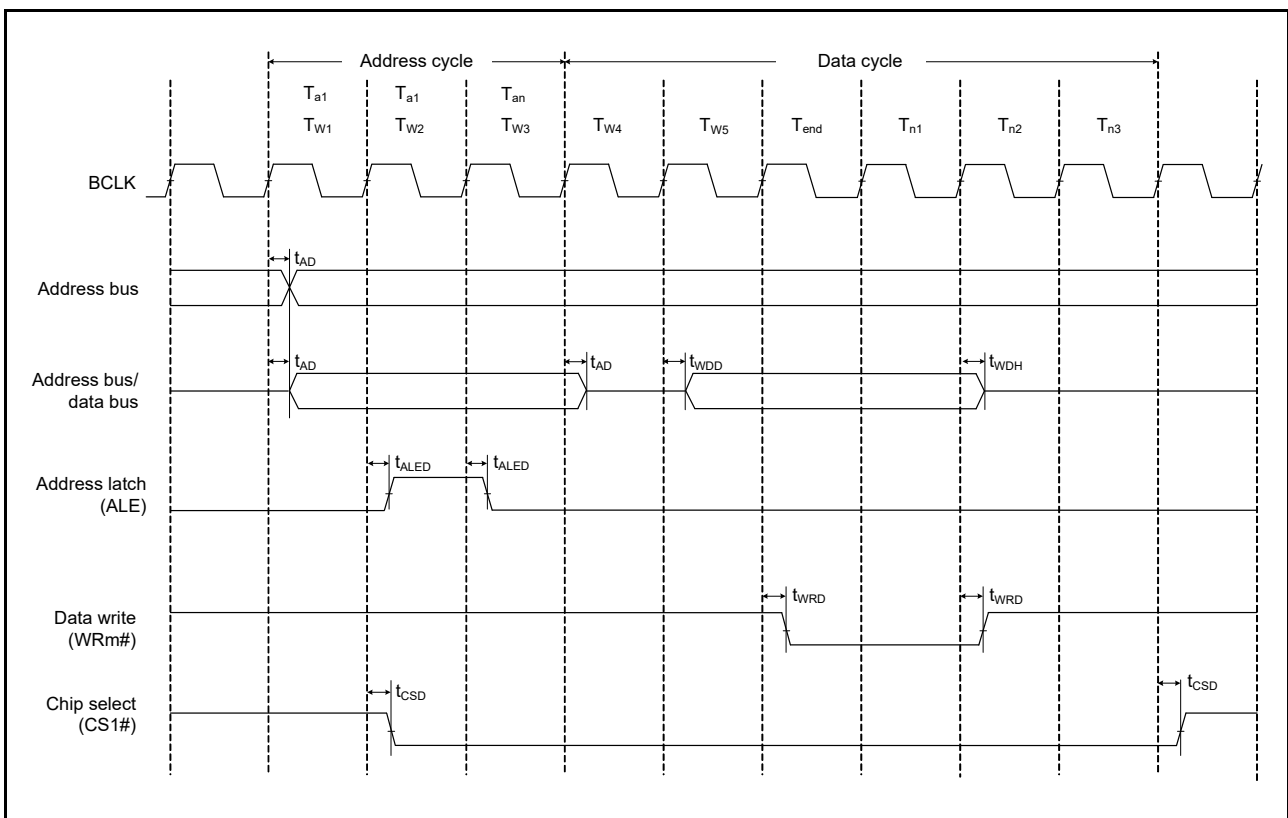 Address cycle Data cycle
Ta1 Ta1 Tan
TW1 TW2 TW3 TW4 TW5 Tend Tn1 Tn2 Tn3
BCLK
tAD
Address bus
tAD tAD tWDD tWDH
Address bus/
data bus
tALED tALED
Address latch
(ALE)
tWRD tWRD
Data write
(WRm#)
tCSD tCSD
Chip select
(CS1#)